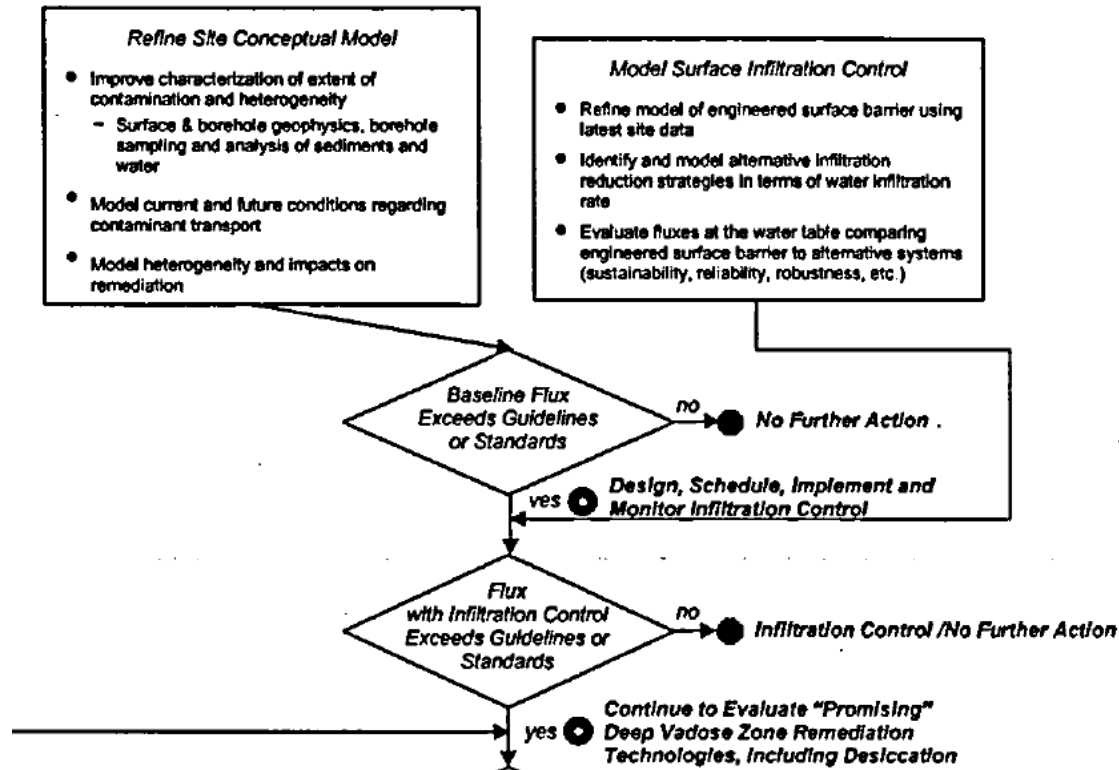 Refine Site Conceptual Model
• Improve characterization of extent of
contamination and heterogeneity
– Surface & borehole geophysics, borehole
sampling and analysis of sediments and
water
• Model current and future conditions regarding
contaminant transport
• Model heterogeneity and impacts on
remediation
Model Surface Infiltration Control
• Refine model of engineered surface barrier using
latest site data
• Identify and model alternative infiltration
reduction strategies in terms of water infiltration
rate
• Evaluate fluxes at the water table comparing
engineered surface barrier to alternative systems
(sustainability, reliability, robustness, etc.)
Baseline Flux
Exceeds Guidelines
or Standards
no
No Further Action .
yes
Design, Schedule, Implement and
Monitor Infiltration Control
Flux
with Infiltration Control
Exceeds Guidelines or
Standards
no
Infiltration Control /No Further Action
yes
Continue to Evaluate "Promising"
Deep Vadose Zone Remediation
Technologies, Including Desiccation